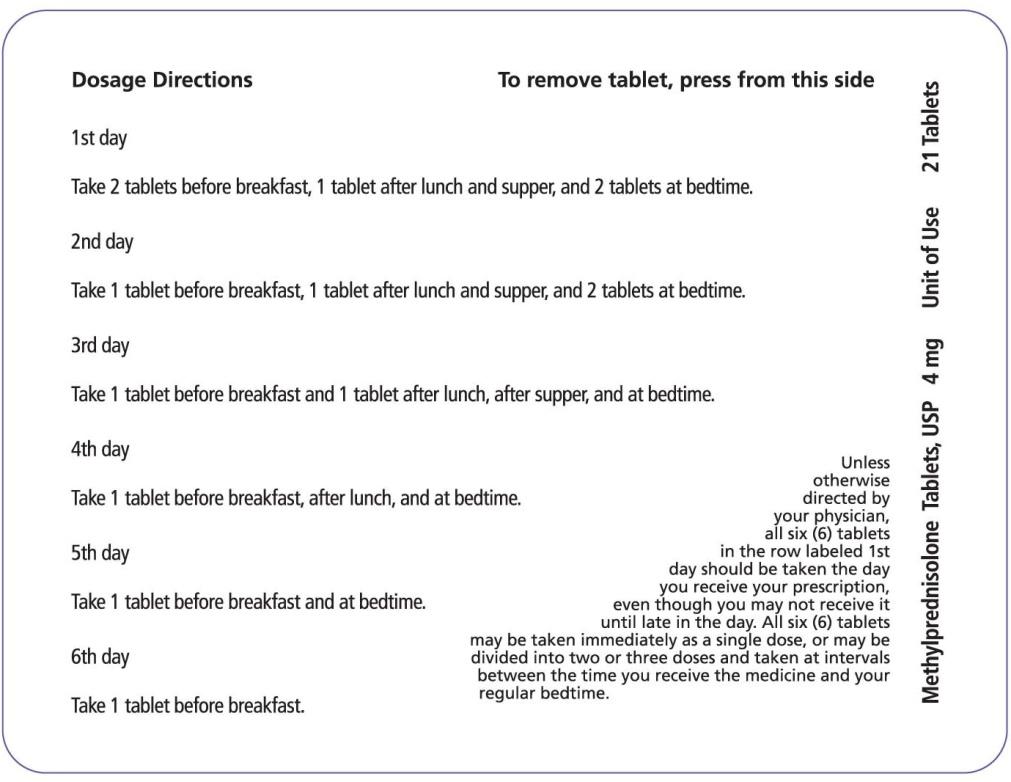 Dosage Directions
To remove tablet, press from this side
1st day
Take 2 tablets before breakfast, 1 tablet after lunch and supper, and 2 tablets at bedtime.
2nd day
Take 1 tablet before breakfast, 1 tablet after lunch and supper, and 2 tablets at bedtime.
3rd day
Take 1 tablet before breakfast and 1 tablet after lunch, after supper, and at bedtime.
4th day
Take 1 tablet before breakfast, after lunch, and at bedtime.
5th day
Take 1 tablet before breakfast and at bedtime.
6th day
Take 1 tablet before breakfast.
Unless
otherwise
directed by
your physician,
all six (6) tablets
in the row labeled 1st
day should be taken the day
you receive your prescription,
even though you may not receive it
until late in the day. All six (6) tablets
may be taken immediately as a single dose, or may be
divided into two or three doses and taken at intervals
between the time you receive the medicine and your
regular bedtime.
Methylprednisolone Tablets, USP 4 mg Unit of Use 21 Tablets